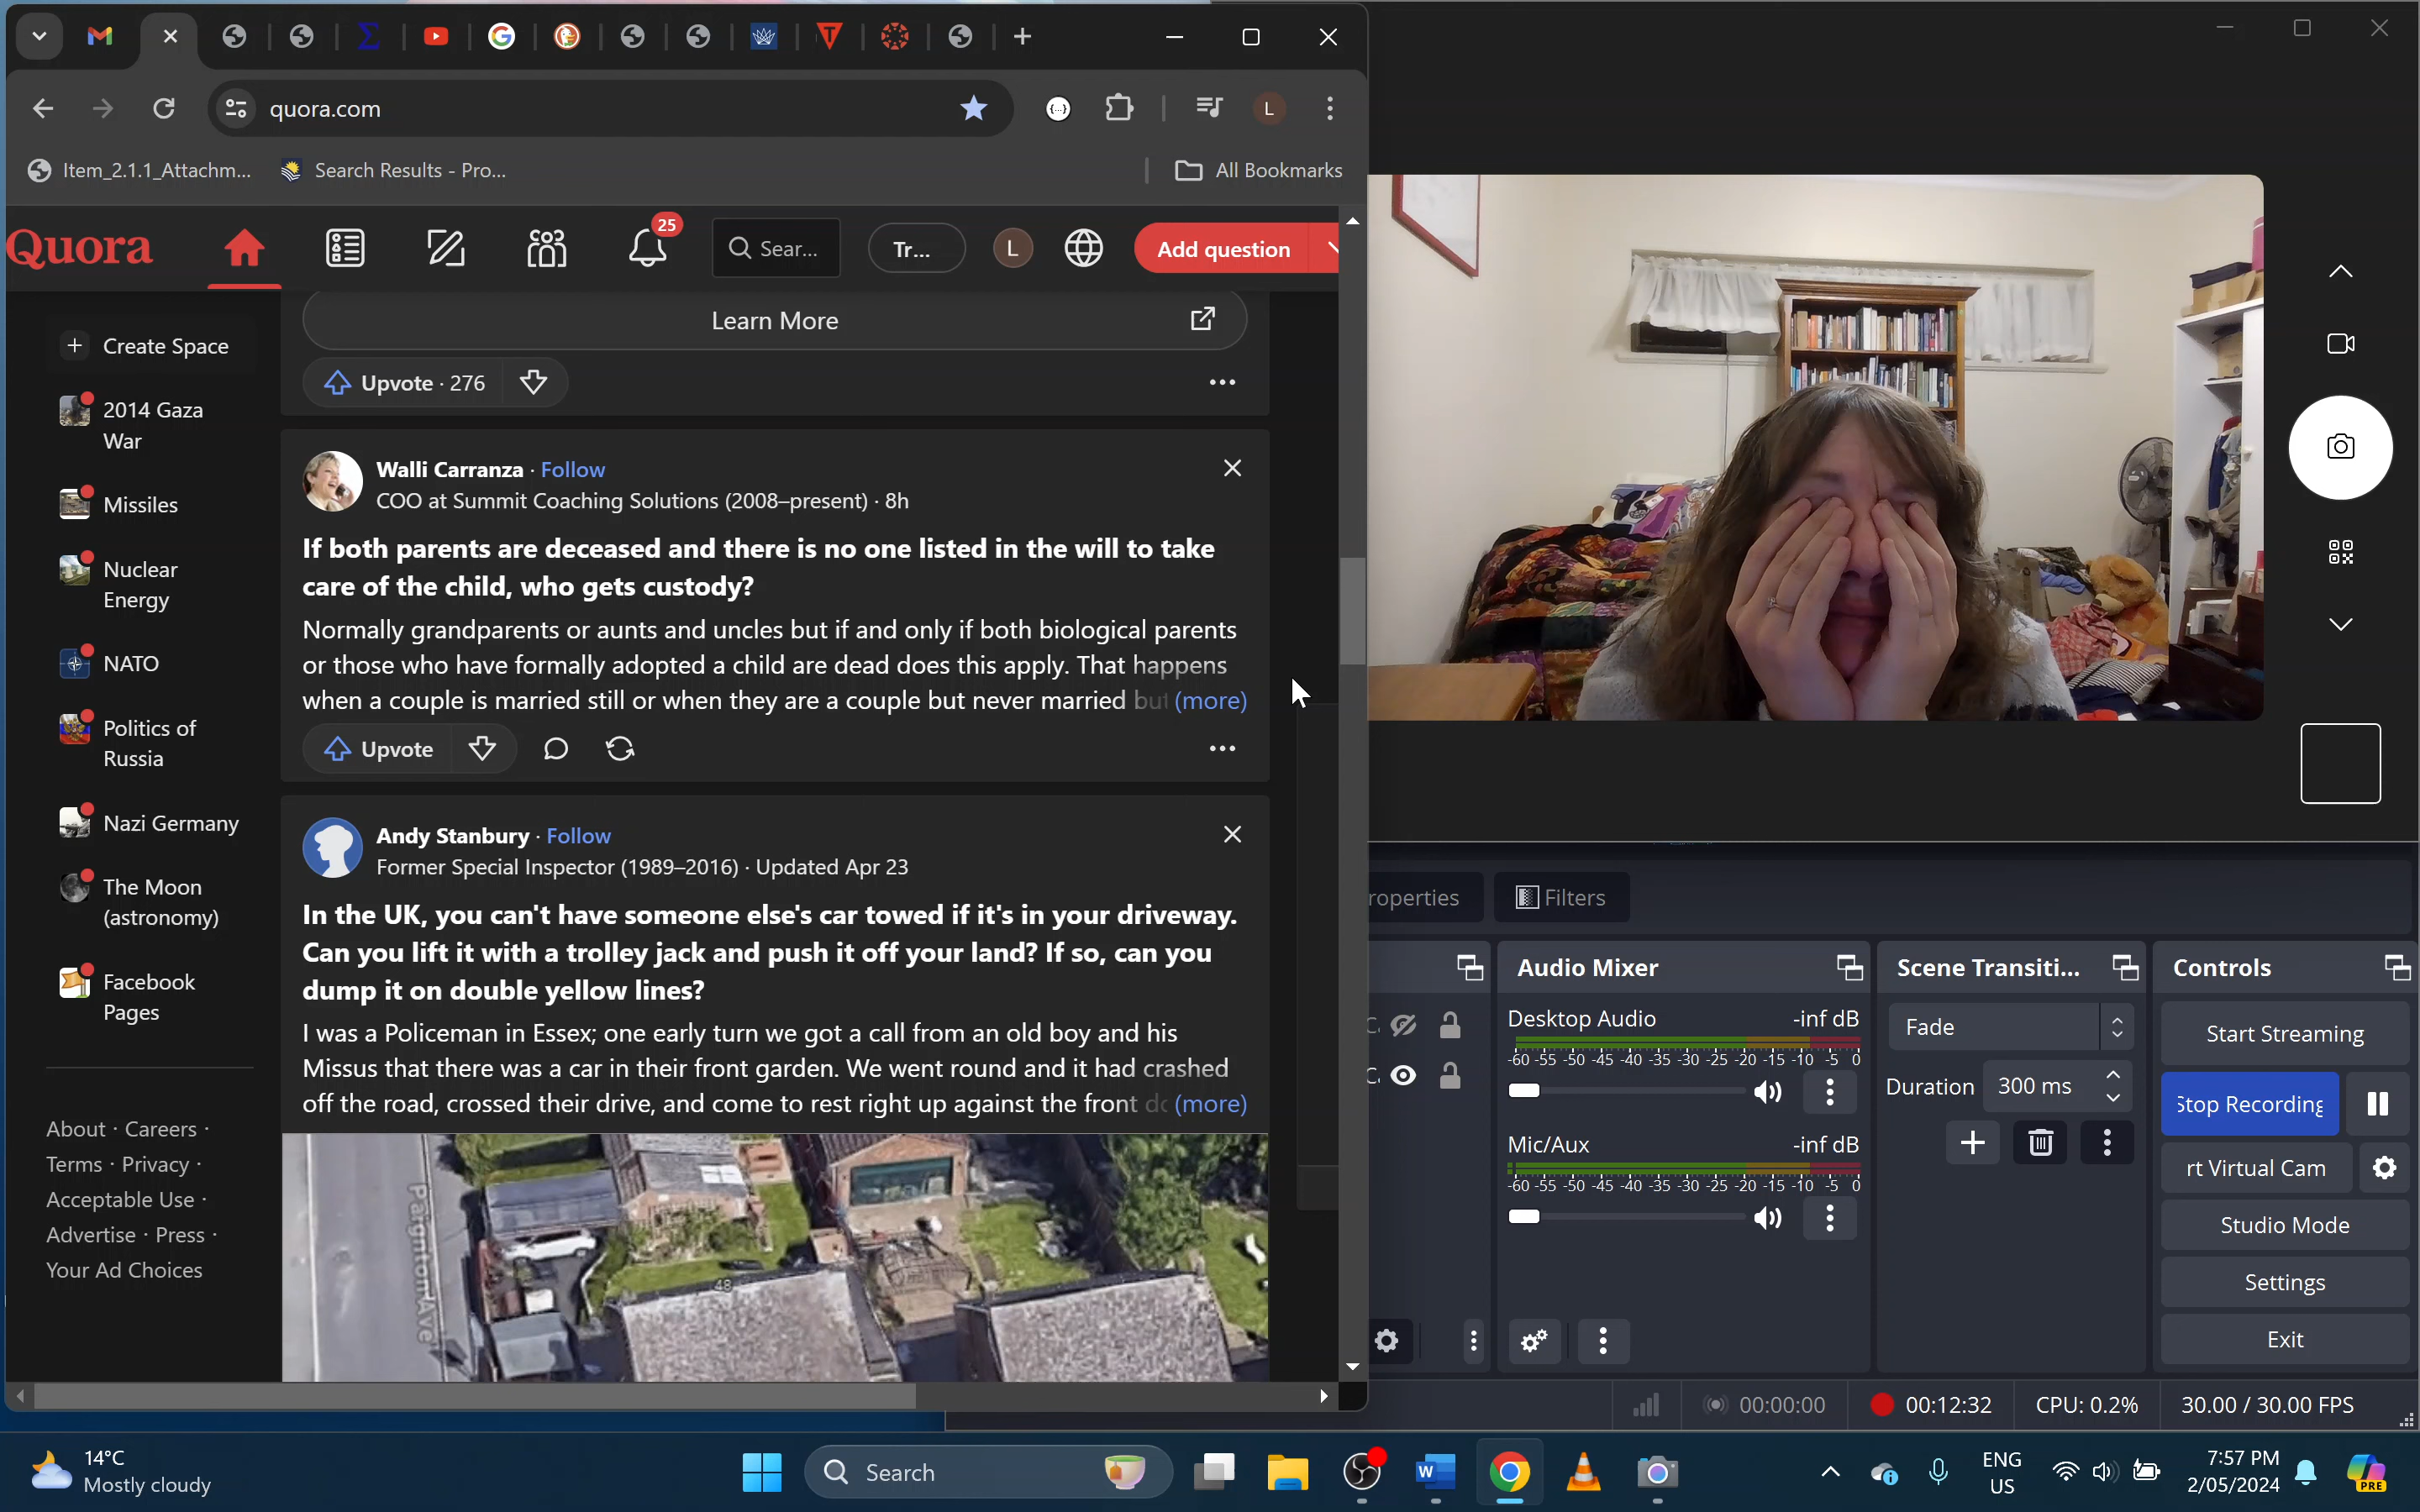 quora.com
Item_2.1.1_Attachm...
Search Results - Pro...
All Bookmarks
Quora
25
Sear...
Tr...
L
Add question
Create Space
2014 Gaza
War
Missiles
Nuclear
Energy
NATO
Politics of
Russia
Nazi Germany
The Moon
(astronomy)
Facebook
Pages
About · Careers ·
Terms · Privacy ·
Acceptable Use ·
Advertise · Press ·
Your Ad Choices
Learn More
Upvote · 276
Walli Carranza · Follow
COO at Summit Coaching Solutions (2008–present) · 8h
If both parents are deceased and there is no one listed in the will to take
care of the child, who gets custody?
Normally grandparents or aunts and uncles but if and only if both biological parents
or those who have formally adopted a child are dead does this apply. That happens
when a couple is married still or when they are a couple but never married but (more)
Upvote
Andy Stanbury · Follow
Former Special Inspector (1989–2016) · Updated Apr 23
In the UK, you can't have someone else's car towed if it's in your driveway.
Can you lift it with a trolley jack and push it off your land? If so, can you
dump it on double yellow lines?
I was a Policeman in Essex; one early turn we got a call from an old boy and his
Missus that there was a car in their front garden. We went round and it had crashed
off the road, crossed their drive, and come to rest right up against the front do (more)
Paignton Ave
48
roperties
Filters
Audio Mixer
Desktop Audio -inf dB
-60 -55 -50 -45 -40 -35 -30 -25 -20 -15 -10 -5 0
Mic/Aux -inf dB
-60 -55 -50 -45 -40 -35 -30 -25 -20 -15 -10 -5 0
Scene Transiti...
Fade
Duration 300 ms
Controls
Start Streaming
Stop Recording
rt Virtual Cam
Studio Mode
Settings
Exit
00:00:00
00:12:32
CPU: 0.2%
30.00 / 30.00 FPS
14°C
Mostly cloudy
Search
ENG
US
7:57 PM
2/05/2024
PRE